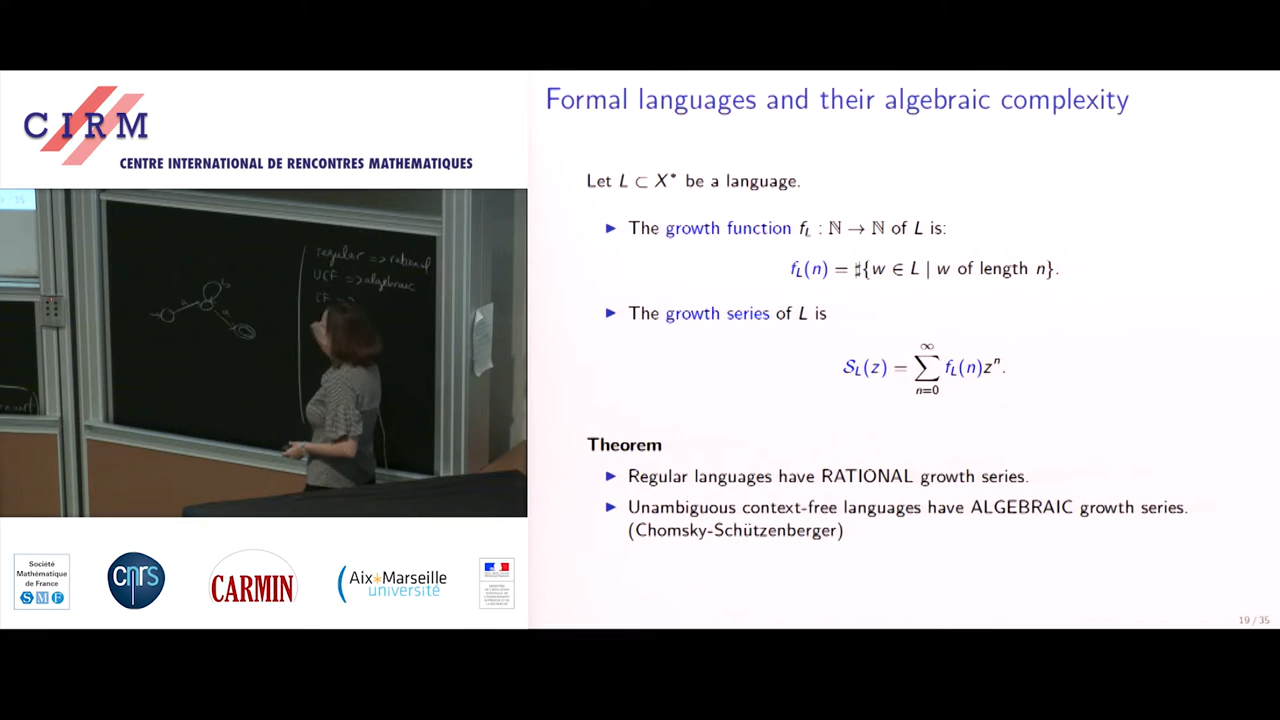 CIRM
CENTRE INTERNATIONAL DE RENCONTRES MATHEMATIQUES
35
regular => rational
UCF => algebraic
CF =>
Société
Mathématique
de France
S M F
cnrs
CARMIN
Aix*Marseille
université
Formal languages and their algebraic complexity
Let L ⊂ X* be a language.
▶ The growth function f_L : ℕ → ℕ of L is:
f_L(n) = ♯{w ∈ L | w of length n}.
▶ The growth series of L is
S_L(z) = ∑_{n=0}^{∞} f_L(n)z^n.
Theorem
▶ Regular languages have RATIONAL growth series.
▶ Unambiguous context-free languages have ALGEBRAIC growth series.
(Chomsky-Schützenberger)
19 / 35